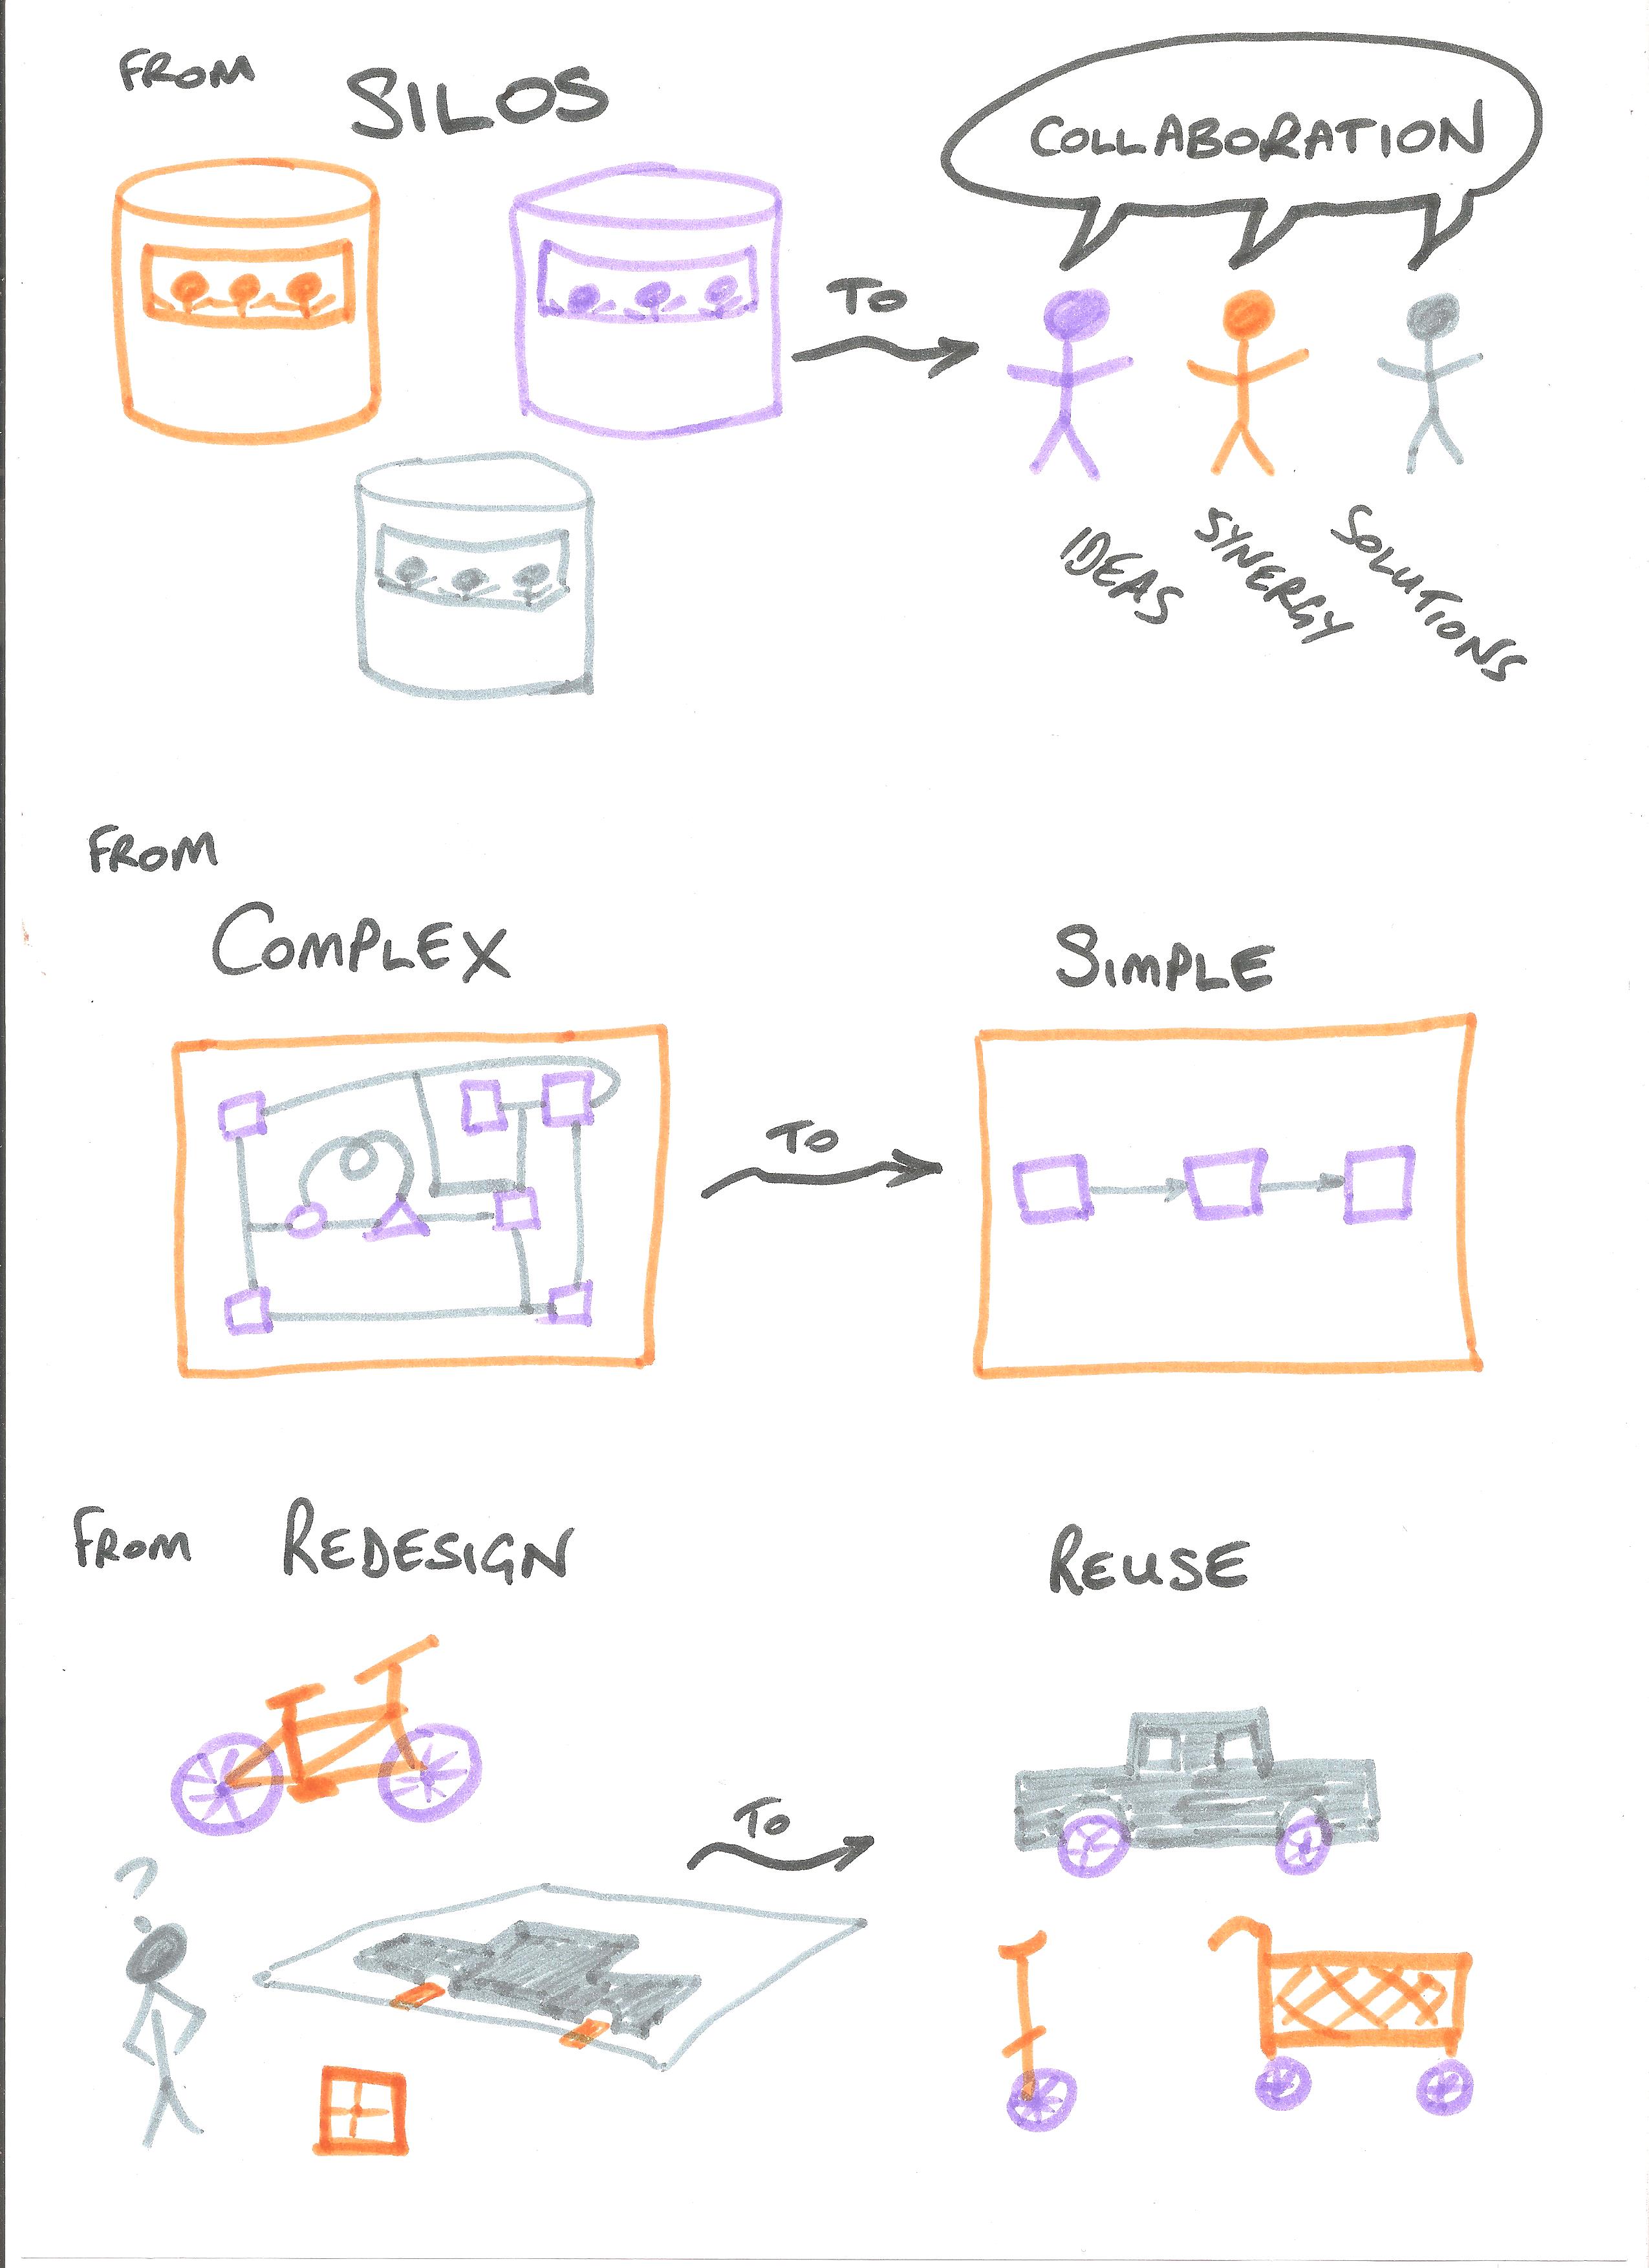 FROM SILOS
COLLABORATION
TO
IDEAS
SYNERGY
SOLUTIONS
FROM
COMPLEX
SIMPLE
TO
FROM REDESIGN
REUSE
TO
?